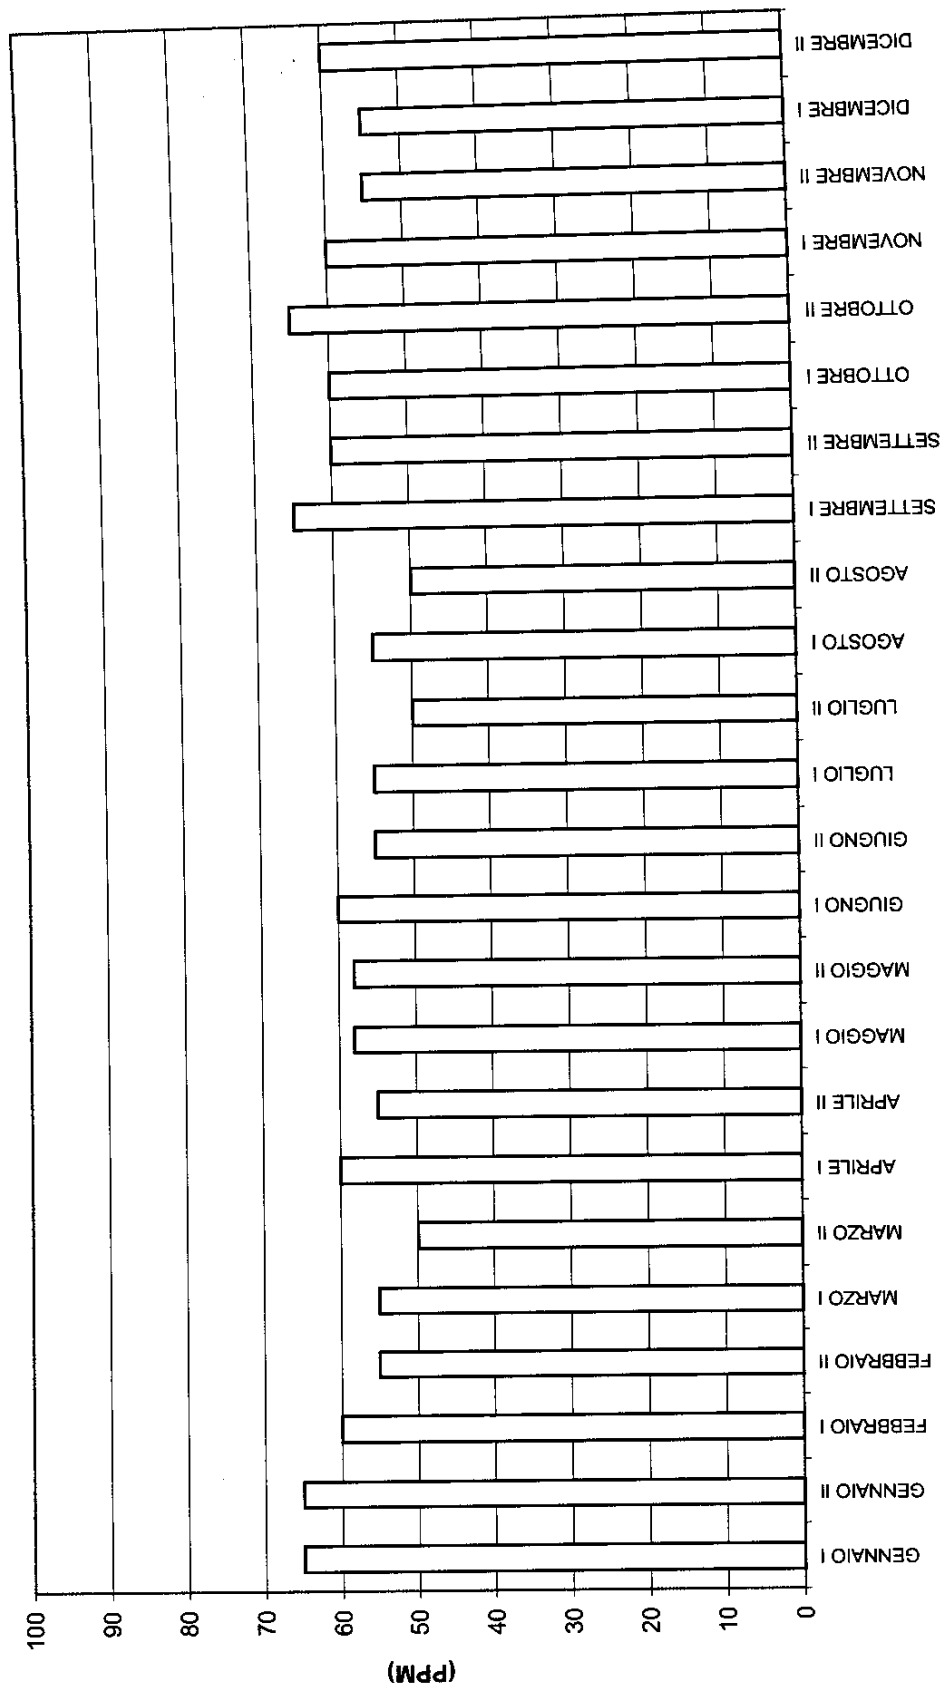 (PPM)
100
90
80
70
60
50
40
30
20
10
0
GENNAIO I
GENNAIO II
FEBBRAIO I
FEBBRAIO II
MARZO I
MARZO II
APRILE I
APRILE II
MAGGIO I
MAGGIO II
GIUGNO I
GIUGNO II
LUGLIO I
LUGLIO II
AGOSTO I
AGOSTO II
SETTEMBRE I
SETTEMBRE II
OTTOBRE I
OTTOBRE II
NOVEMBRE I
NOVEMBRE II
DICEMBRE I
DICEMBRE II